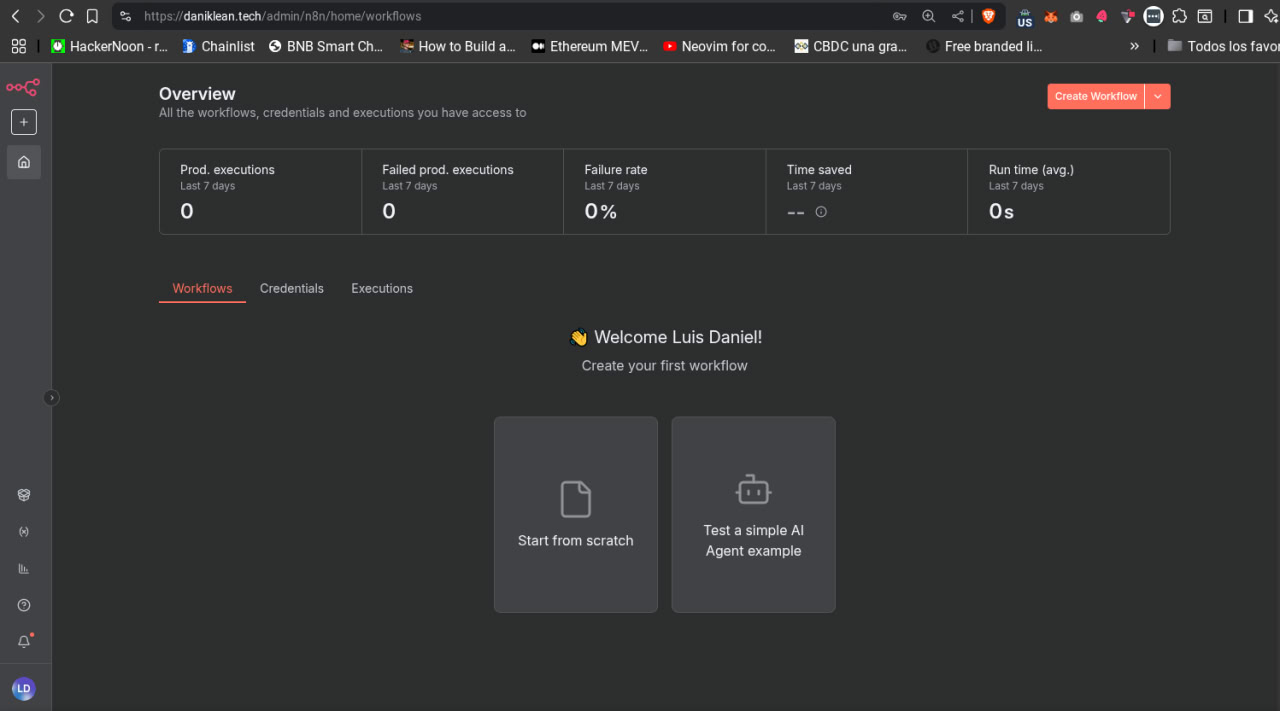 https://daniklean.tech/admin/n8n/home/workflows
US
HackerNoon - r...
Chainlist
BNB Smart Ch...
How to Build a...
Ethereum MEV...
Neovim for co...
CBDC una gra...
Free branded li...
»
Todos los favor
Overview
All the workflows, credentials and executions you have access to
Create Workflow
Prod. executions
Last 7 days
0
Failed prod. executions
Last 7 days
0
Failure rate
Last 7 days
0%
Time saved
Last 7 days
--
Run time (avg.)
Last 7 days
0s
Workflows
Credentials
Executions
👋 Welcome Luis Daniel!
Create your first workflow
Start from scratch
Test a simple AI
Agent example
LD